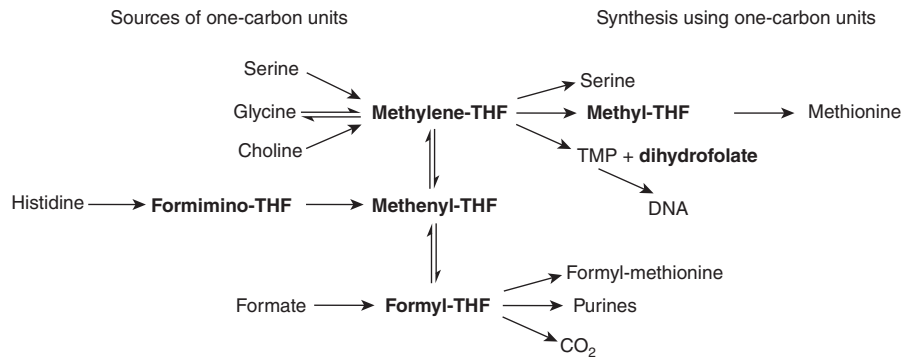 Sources of one-carbon units
Synthesis using one-carbon units
Serine
Serine
Glycine
Methylene-THF
Methyl-THF
Methionine
Choline
TMP + dihydrofolate
DNA
Histidine
Formimino-THF
Methenyl-THF
Formyl-methionine
Formate
Formyl-THF
Purines
CO₂